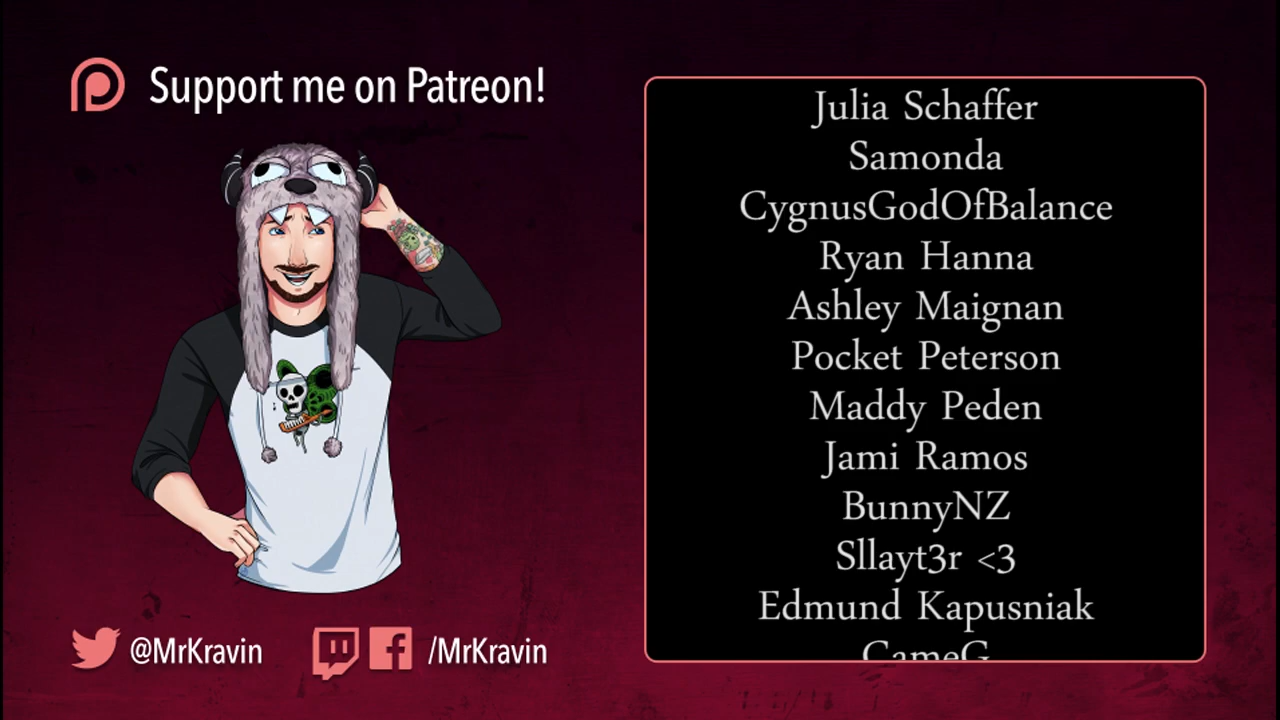 Support me on Patreon!
Julia Schaffer
Samonda
CygnusGodOfBalance
Ryan Hanna
Ashley Maignan
Pocket Peterson
Maddy Peden
Jami Ramos
BunnyNZ
Sllayt3r <3
Edmund Kapusniak
GameG
@MrKravin
/MrKravin